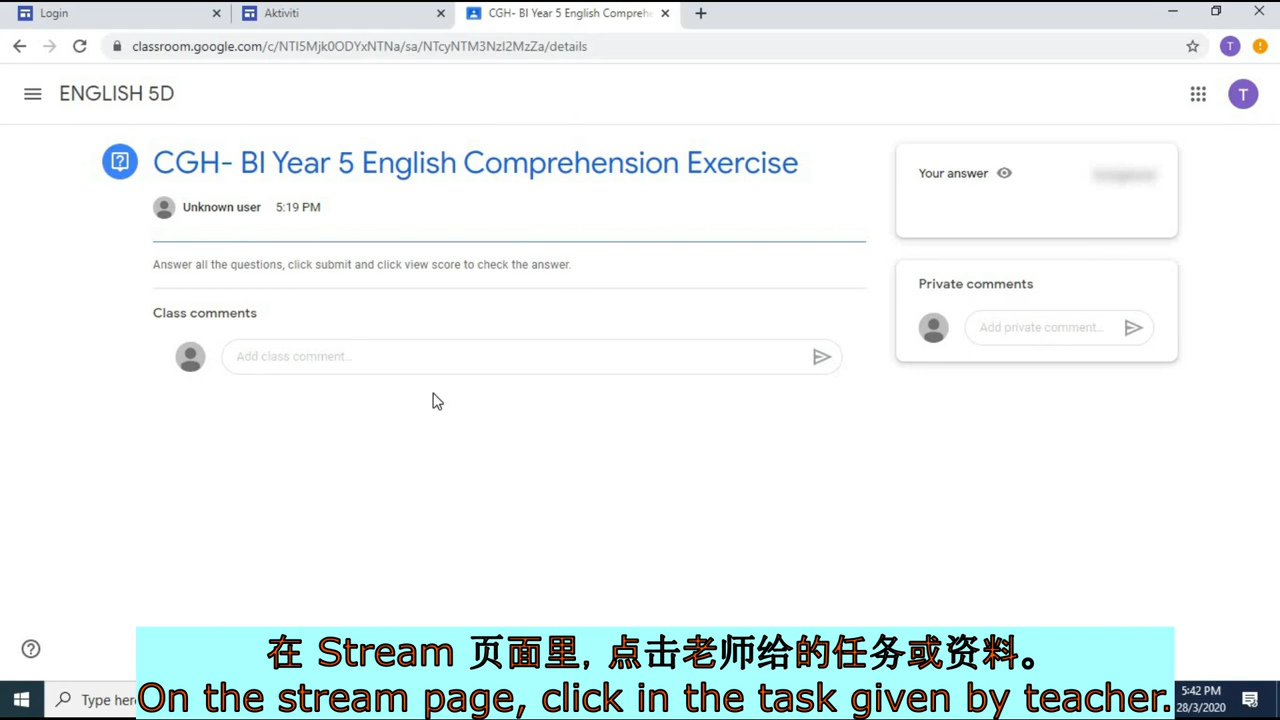 Login
Aktiviti
CGH- BI Year 5 English Comprehe
classroom.google.com/c/NTI5Mjk0ODYxNTNa/sa/NTcyNTM3NzI2MzZa/details
T
ENGLISH 5D
T
CGH- BI Year 5 English Comprehension Exercise
Unknown user 5:19 PM
Your answer
Answer all the questions, click submit and click view score to check the answer.
Private comments
Class comments
Add private comment...
Add class comment...
在 Stream 页面里, 点击老师给的任务或资料。
On the stream page, click in the task given by teacher.
Type her
5:42 PM
28/3/2020